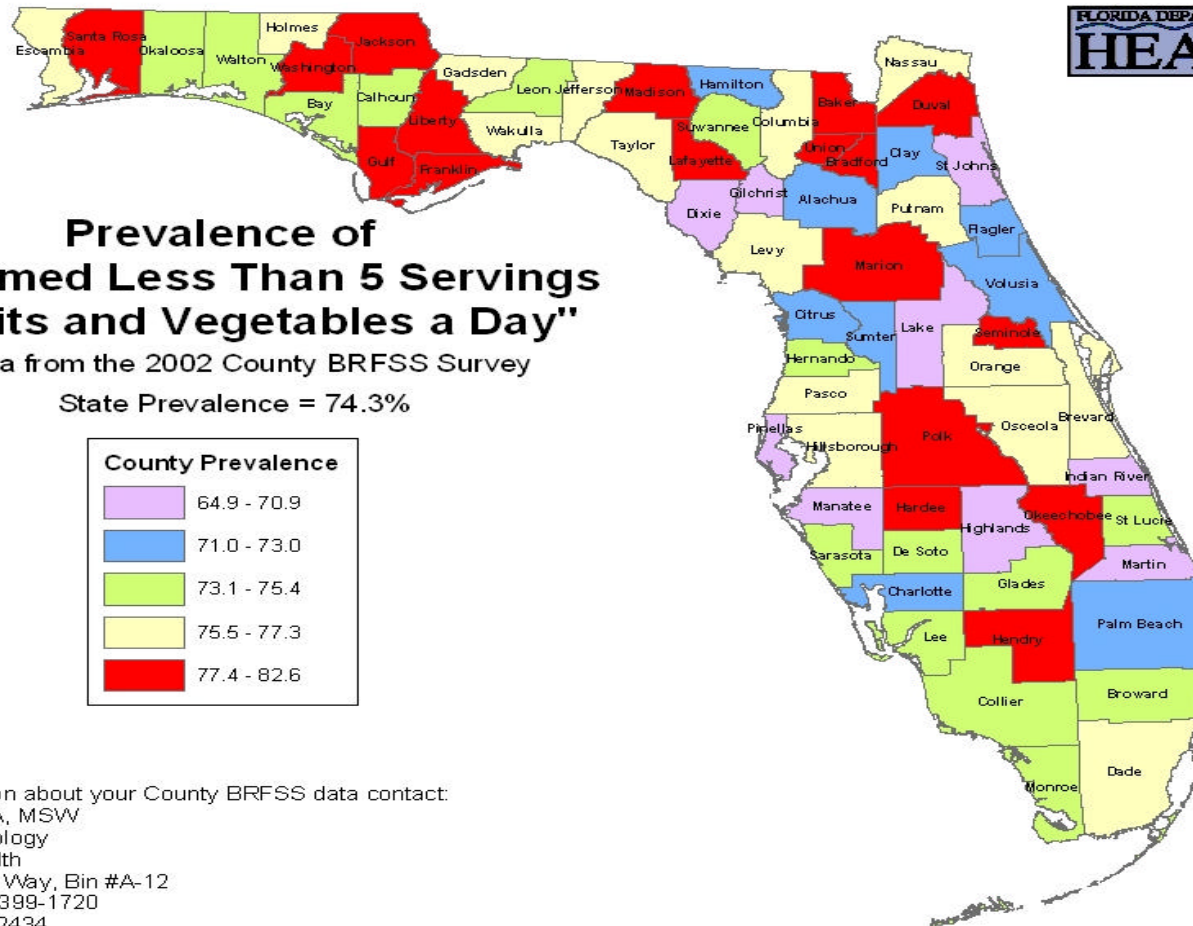 FLORIDA DEPA
HEA
Prevalence of
med Less Than 5 Servings
its and Vegetables a Day"
a from the 2002 County BRFSS Survey
State Prevalence = 74.3%
County Prevalence
64.9 - 70.9
71.0 - 73.0
73.1 - 75.4
75.5 - 77.3
77.4 - 82.6
Escambia
Santa Rosa
Okaloosa
Walton
Holmes
Washington
Jackson
Bay
Calhoun
Gulf
Liberty
Franklin
Gadsden
Leon
Wakulla
Jefferson
Madison
Taylor
Hamilton
Suwannee
Lafayette
Columbia
Baker
Union
Bradford
Nassau
Duval
Clay
St Johns
Dixie
Gilchrist
Alachua
Putnam
Flagler
Levy
Marion
Volusia
Citrus
Sumter
Lake
Seminole
Hernando
Orange
Pasco
Pinellas
Hillsborough
Polk
Osceola
Brevard
Indian River
Manatee
Hardee
Highlands
Okeechobee
St Lucie
Sarasota
De Soto
Martin
Charlotte
Glades
Lee
Hendry
Palm Beach
Collier
Broward
Monroe
Dade
n about your County BRFSS data contact:
A, MSW
ology
lth
Way, Bin #A-12
399-1720
2434